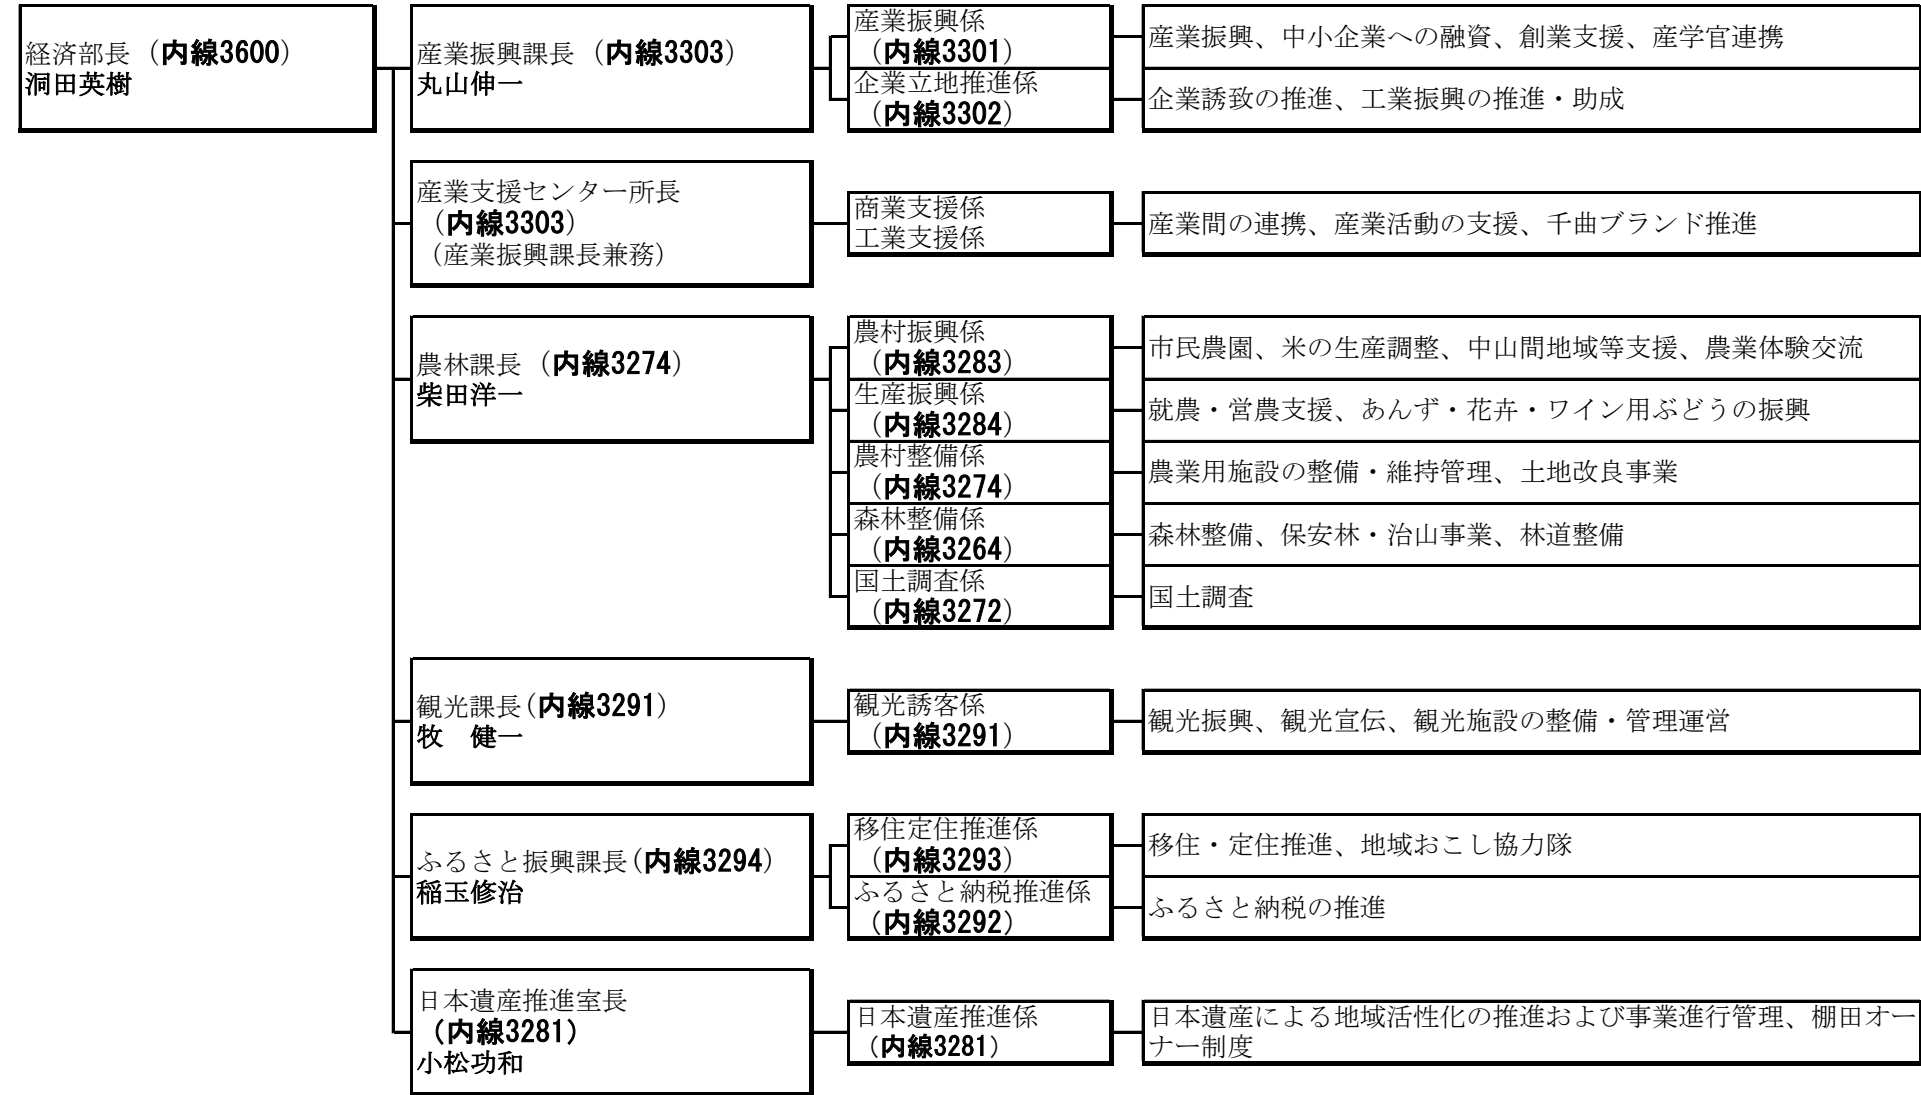 経済部長（内線3600）
洞田英樹
産業振興課長（内線3303）
丸山伸一
産業振興係
（内線3301）
産業振興、中小企業への融資、創業支援、産学官連携
企業立地推進係
（内線3302）
企業誘致の推進、工業振興の推進・助成
産業支援センター所長
（内線3303）
（産業振興課長兼務）
商業支援係
工業支援係
産業間の連携、産業活動の支援、千曲ブランド推進
農林課長（内線3274）
柴田洋一
農村振興係
（内線3283）
市民農園、米の生産調整、中山間地域等支援、農業体験交流
生産振興係
（内線3284）
就農・営農支援、あんず・花卉・ワイン用ぶどうの振興
農村整備係
（内線3274）
農業用施設の整備・維持管理、土地改良事業
森林整備係
（内線3264）
森林整備、保安林・治山事業、林道整備
国土調査係
（内線3272）
国土調査
観光課長（内線3291）
牧　健一
観光誘客係
（内線3291）
観光振興、観光宣伝、観光施設の整備・管理運営
ふるさと振興課長（内線3294）
稲玉修治
移住定住推進係
（内線3293）
移住・定住推進、地域おこし協力隊
ふるさと納税推進係
（内線3292）
ふるさと納税の推進
日本遺産推進室長
（内線3281）
小松功和
日本遺産推進係
（内線3281）
日本遺産による地域活性化の推進および事業進行管理、棚田オー
ナー制度